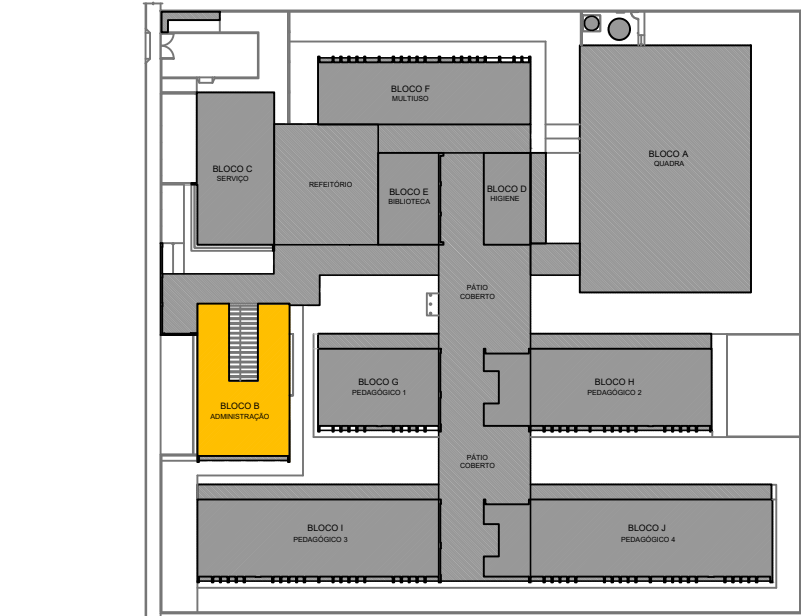 BLOCO F
MULTIUSO
BLOCO A
QUADRA
BLOCO C
SERVIÇO
REFEITÓRIO
BLOCO E
BIBLIOTECA
BLOCO D
HIGIENE
PÁTIO
COBERTO
BLOCO B
ADMINISTRAÇÃO
BLOCO G
PEDAGÓGICO 1
BLOCO H
PEDAGÓGICO 2
PÁTIO
COBERTO
BLOCO I
PEDAGÓGICO 3
BLOCO J
PEDAGÓGICO 4